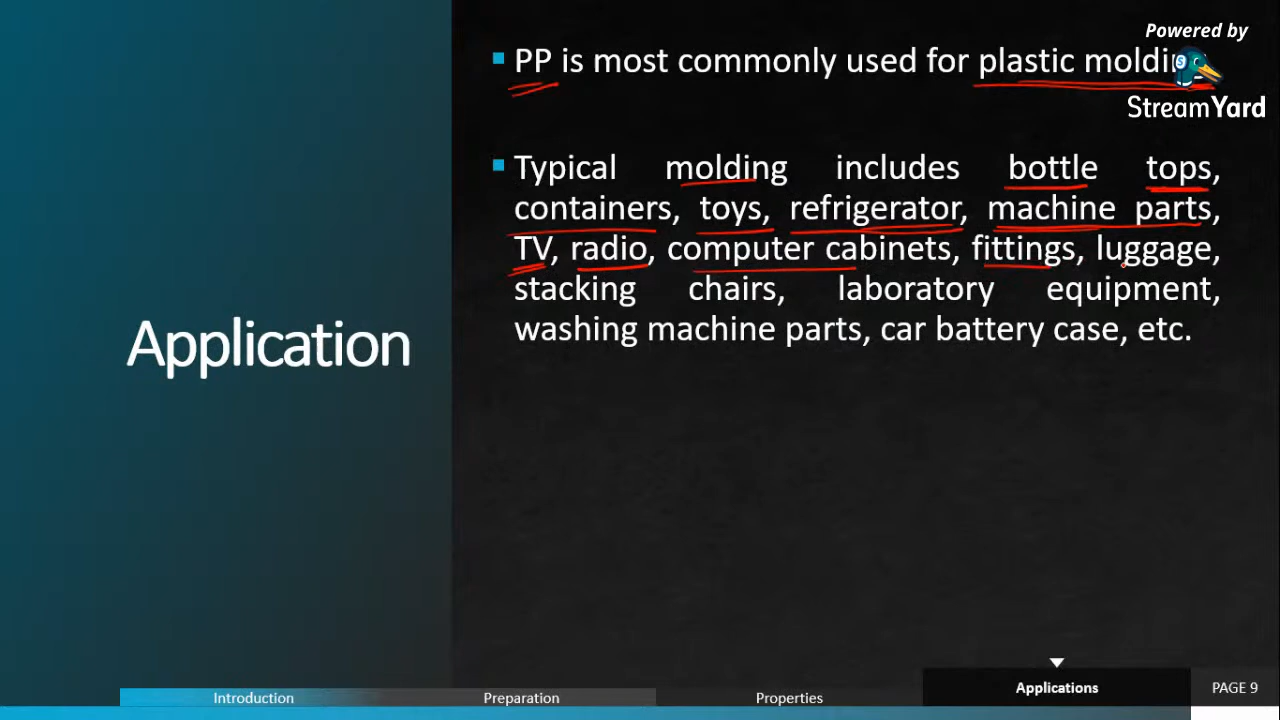 Powered by
StreamYard
PP is most commonly used for plastic molding
Typical molding includes bottle tops,
containers, toys, refrigerator, machine parts,
TV, radio, computer cabinets, fittings, luggage,
stacking chairs, laboratory equipment,
washing machine parts, car battery case, etc.
Application
Introduction
Preparation
Properties
Applications
PAGE 9